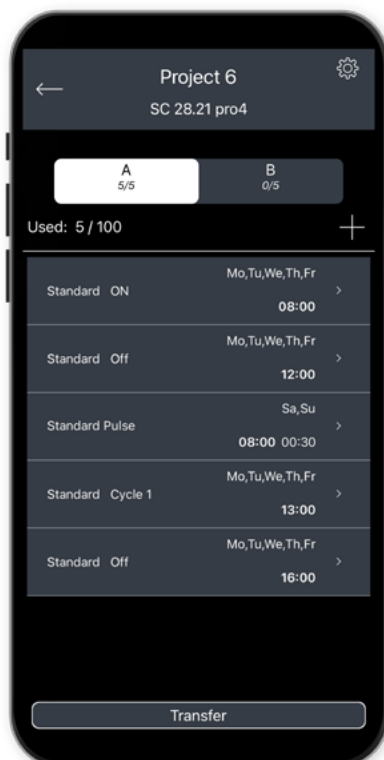 Project 6
SC 28.21 pro4
A
5/5
B
0/5
Used: 5 / 100
Mo,Tu,We,Th,Fr
Standard ON
08:00
Mo,Tu,We,Th,Fr
Standard Off
12:00
Sa,Su
Standard Pulse
08:00 00:30
Mo,Tu,We,Th,Fr
Standard Cycle 1
13:00
Mo,Tu,We,Th,Fr
Standard Off
16:00
Transfer